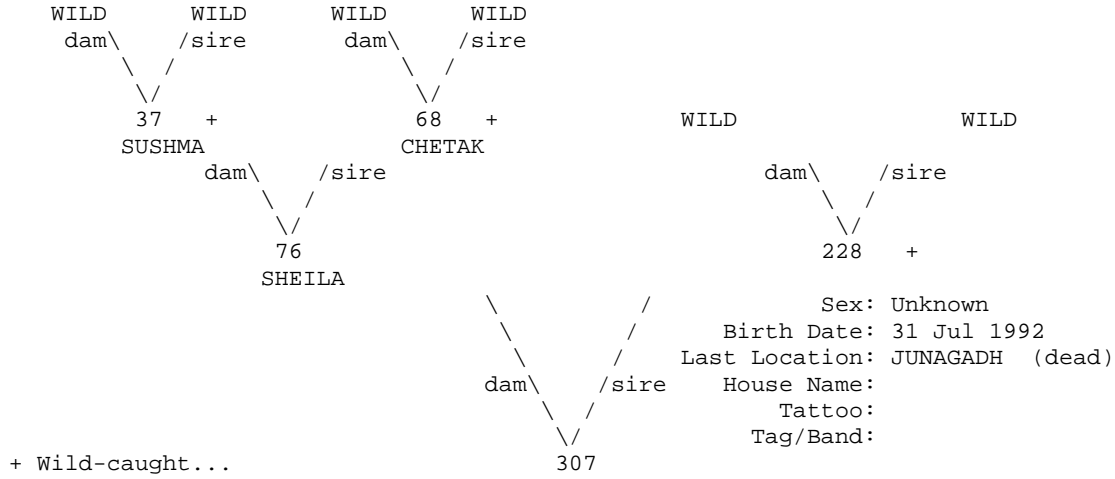 WILD WILD WILD WILD
dam\ /sire dam\ /sire
\ / \ /
\/ \/
37 + 68 + WILD WILD
SUSHMA CHETAK
dam\ /sire dam\ /sire
\ / \ /
\/ \/
76 228 +
SHEILA
\ / Sex: Unknown
\ / Birth Date: 31 Jul 1992
\ / Last Location: JUNAGADH (dead)
dam\ /sire House Name:
\ / Tattoo:
\/ Tag/Band:
+ Wild-caught... 307